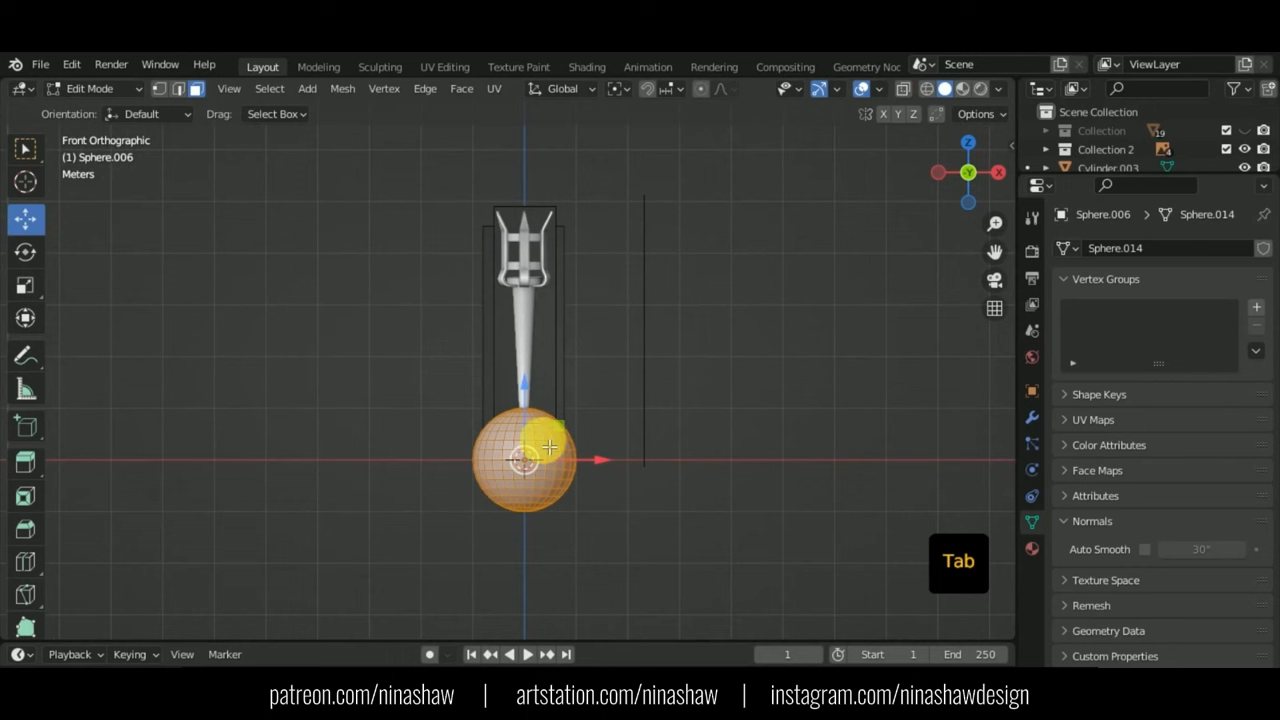 File Edit Render Window Help Layout Modeling Sculpting UV Editing Texture Paint Shading Animation Rendering Compositing Geometry Noc Scene ViewLayer
Edit Mode View Select Add Mesh Vertex Edge Face UV Global
Orientation: Default Drag: Select Box X Y Z Options
Front Orthographic
(1) Sphere.006
Meters
Z
X
-Y
Scene Collection
Collection 19
Collection 2 4
Cylinder.003
Sphere.006 Sphere.014
Sphere.014
Vertex Groups
Shape Keys
UV Maps
Color Attributes
Face Maps
Attributes
Normals
Auto Smooth 30°
Texture Space
Remesh
Geometry Data
Custom Properties
Tab
Playback Keying View Marker 1 Start 1 End 250
patreon.com/ninashaw | artstation.com/ninashaw | instagram.com/ninashawdesign